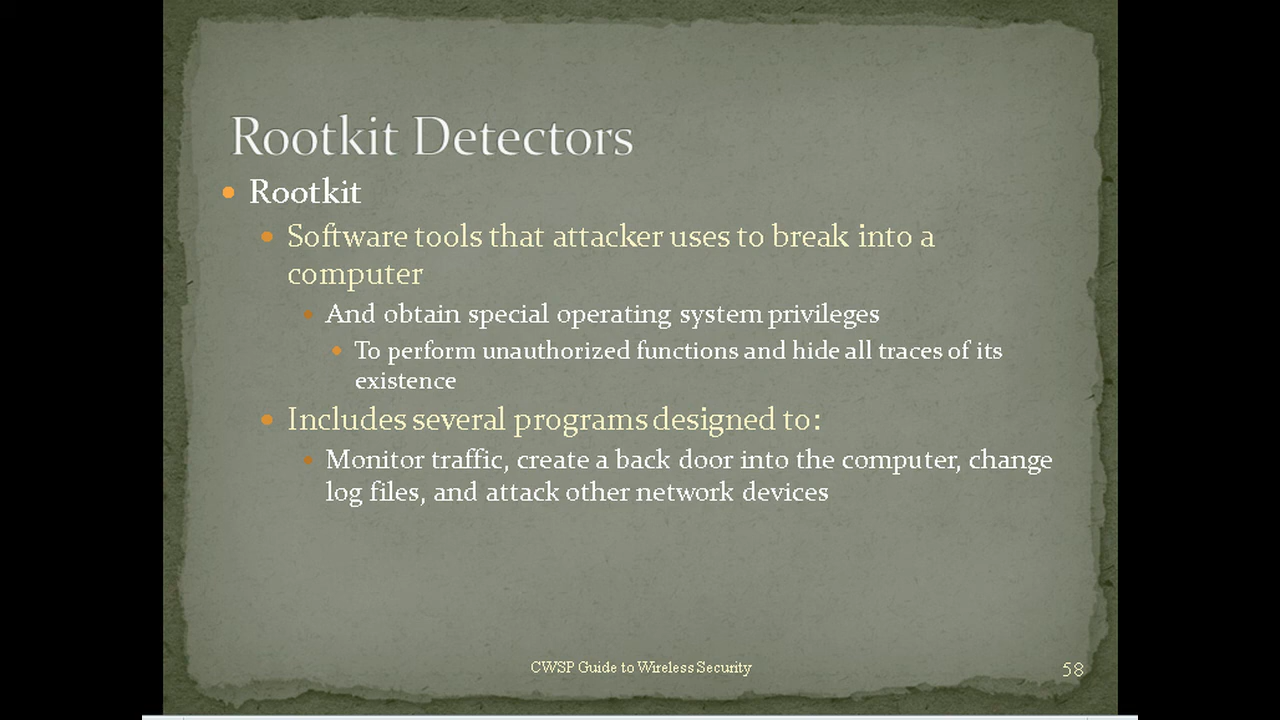 Rootkit Detectors
• Rootkit
• Software tools that attacker uses to break into a
computer
• And obtain special operating system privileges
• To perform unauthorized functions and hide all traces of its
existence
• Includes several programs designed to:
• Monitor traffic, create a back door into the computer, change
log files, and attack other network devices
CWSP Guide to Wireless Security
58